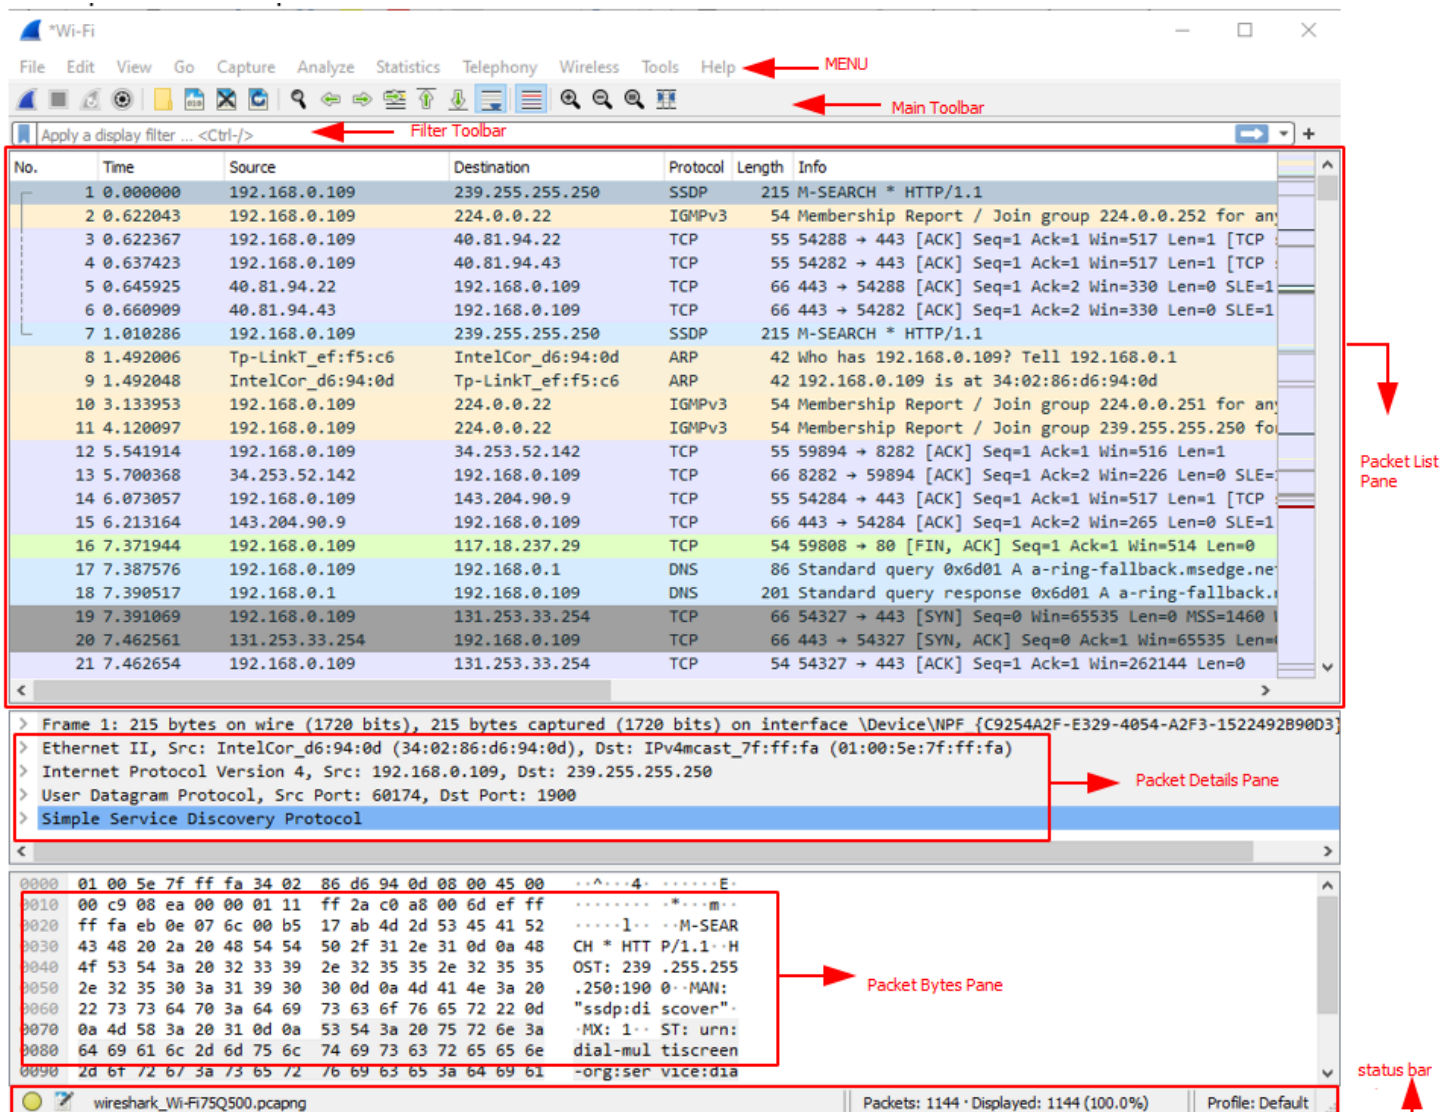 *Wi-Fi
File Edit View Go Capture Analyze Statistics Telephony Wireless Tools Help MENU
Main Toolbar
Apply a display filter ... <Ctrl-/> Filter Toolbar
No. Time Source Destination Protocol Length Info
1 0.000000 192.168.0.109 239.255.255.250 SSDP 215 M-SEARCH * HTTP/1.1
2 0.622043 192.168.0.109 224.0.0.22 IGMPv3 54 Membership Report / Join group 224.0.0.252 for any
3 0.622367 192.168.0.109 40.81.94.22 TCP 55 54288 → 443 [ACK] Seq=1 Ack=1 Win=517 Len=1 [TCP
4 0.637423 192.168.0.109 40.81.94.43 TCP 55 54282 → 443 [ACK] Seq=1 Ack=1 Win=517 Len=1 [TCP
5 0.645925 40.81.94.22 192.168.0.109 TCP 66 443 → 54288 [ACK] Seq=1 Ack=2 Win=330 Len=0 SLE=1
6 0.660909 40.81.94.43 192.168.0.109 TCP 66 443 → 54282 [ACK] Seq=1 Ack=2 Win=330 Len=0 SLE=1
7 1.010286 192.168.0.109 239.255.255.250 SSDP 215 M-SEARCH * HTTP/1.1
8 1.492006 Tp-LinkT_ef:f5:c6 IntelCor_d6:94:0d ARP 42 Who has 192.168.0.109? Tell 192.168.0.1
9 1.492048 IntelCor_d6:94:0d Tp-LinkT_ef:f5:c6 ARP 42 192.168.0.109 is at 34:02:86:d6:94:0d
10 3.133953 192.168.0.109 224.0.0.22 IGMPv3 54 Membership Report / Join group 224.0.0.251 for any
11 4.120097 192.168.0.109 224.0.0.22 IGMPv3 54 Membership Report / Join group 239.255.255.250 fo
12 5.541914 192.168.0.109 34.253.52.142 TCP 55 59894 → 8282 [ACK] Seq=1 Ack=1 Win=516 Len=1
13 5.700368 34.253.52.142 192.168.0.109 TCP 66 8282 → 59894 [ACK] Seq=1 Ack=2 Win=226 Len=0 SLE=
14 6.073057 192.168.0.109 143.204.90.9 TCP 55 54284 → 443 [ACK] Seq=1 Ack=1 Win=517 Len=1 [TCP
15 6.213164 143.204.90.9 192.168.0.109 TCP 66 443 → 54284 [ACK] Seq=1 Ack=2 Win=265 Len=0 SLE=1
16 7.371944 192.168.0.109 117.18.237.29 TCP 54 59808 → 80 [FIN, ACK] Seq=1 Ack=1 Win=514 Len=0
17 7.387576 192.168.0.109 192.168.0.1 DNS 86 Standard query 0x6d01 A a-ring-fallback.msedge.ne
18 7.390517 192.168.0.1 192.168.0.109 DNS 201 Standard query response 0x6d01 A a-ring-fallback.
19 7.391069 192.168.0.109 131.253.33.254 TCP 66 54327 → 443 [SYN] Seq=0 Win=65535 Len=0 MSS=1460
20 7.462561 131.253.33.254 192.168.0.109 TCP 66 443 → 54327 [SYN, ACK] Seq=0 Ack=1 Win=65535 Len=
21 7.462654 192.168.0.109 131.253.33.254 TCP 54 54327 → 443 [ACK] Seq=1 Ack=1 Win=262144 Len=0
Packet List
Pane
Frame 1: 215 bytes on wire (1720 bits), 215 bytes captured (1720 bits) on interface \Device\NPF_{C9254A2F-E329-4054-A2F3-1522492B90D3}
Ethernet II, Src: IntelCor_d6:94:0d (34:02:86:d6:94:0d), Dst: IPv4mcast_7f:ff:fa (01:00:5e:7f:ff:fa)
Internet Protocol Version 4, Src: 192.168.0.109, Dst: 239.255.255.250
User Datagram Protocol, Src Port: 60174, Dst Port: 1900
Simple Service Discovery Protocol
Packet Details Pane
0000 01 00 5e 7f ff fa 34 02 86 d6 94 0d 08 00 45 00 ··^···4· ······E·
0010 00 c9 08 ea 00 00 01 11 ff 2a c0 a8 00 6d ef ff ········ ·*···m··
0020 ff fa eb 0e 07 6c 00 b5 17 ab 4d 2d 53 45 41 52 ·····l·· ··M-SEAR
0030 43 48 20 2a 20 48 54 54 50 2f 31 2e 31 0d 0a 48 CH * HTT P/1.1··H
0040 4f 53 54 3a 20 32 33 39 2e 32 35 35 2e 32 35 35 OST: 239 .255.255
0050 2e 32 35 30 3a 31 39 30 30 0d 0a 4d 41 4e 3a 20 .250:190 0··MAN:
0060 22 73 73 64 70 3a 64 69 73 63 6f 76 65 72 22 0d "ssdp:di scover"·
0070 0a 4d 58 3a 20 31 0d 0a 53 54 3a 20 75 72 6e 3a ·MX: 1·· ST: urn:
0080 64 69 61 6c 2d 6d 75 6c 74 69 73 63 72 65 65 6e dial-mul tiscreen
0090 2d 6f 72 67 3a 73 65 72 76 69 63 65 3a 64 69 61 -org:ser vice:dia
Packet Bytes Pane
status bar
wireshark_Wi-Fi75Q500.pcapng Packets: 1144 · Displayed: 1144 (100.0%) Profile: Default